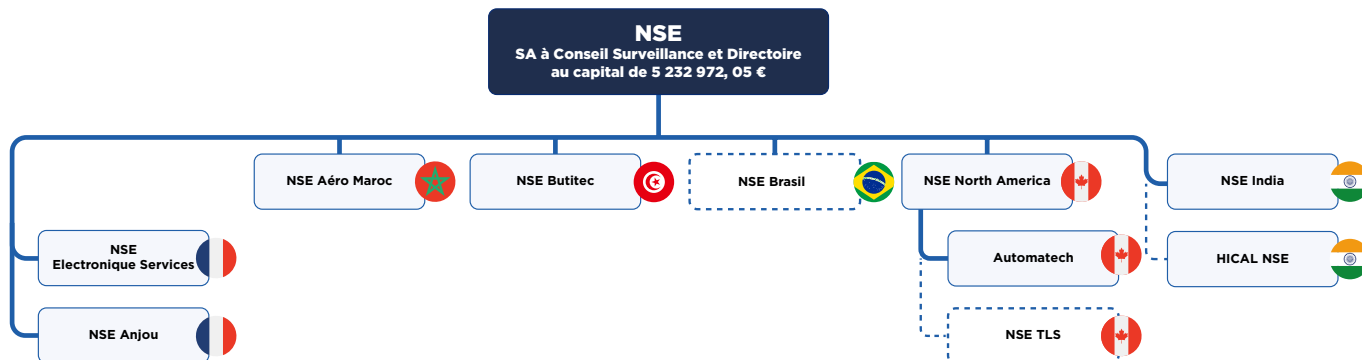 NSE
SA à Conseil Surveillance et Directoire
au capital de 5 232 972, 05 €
NSE Aéro Maroc
NSE Butitec
NSE Brasil
NSE North America
NSE India
NSE
Electronique Services
Automatech
HICAL NSE
NSE Anjou
NSE TLS